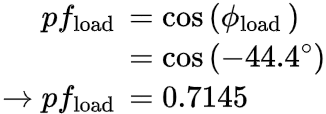 pf_load = cos (ϕ_load)
= cos (−44.4°)
→ pf_load = 0.7145